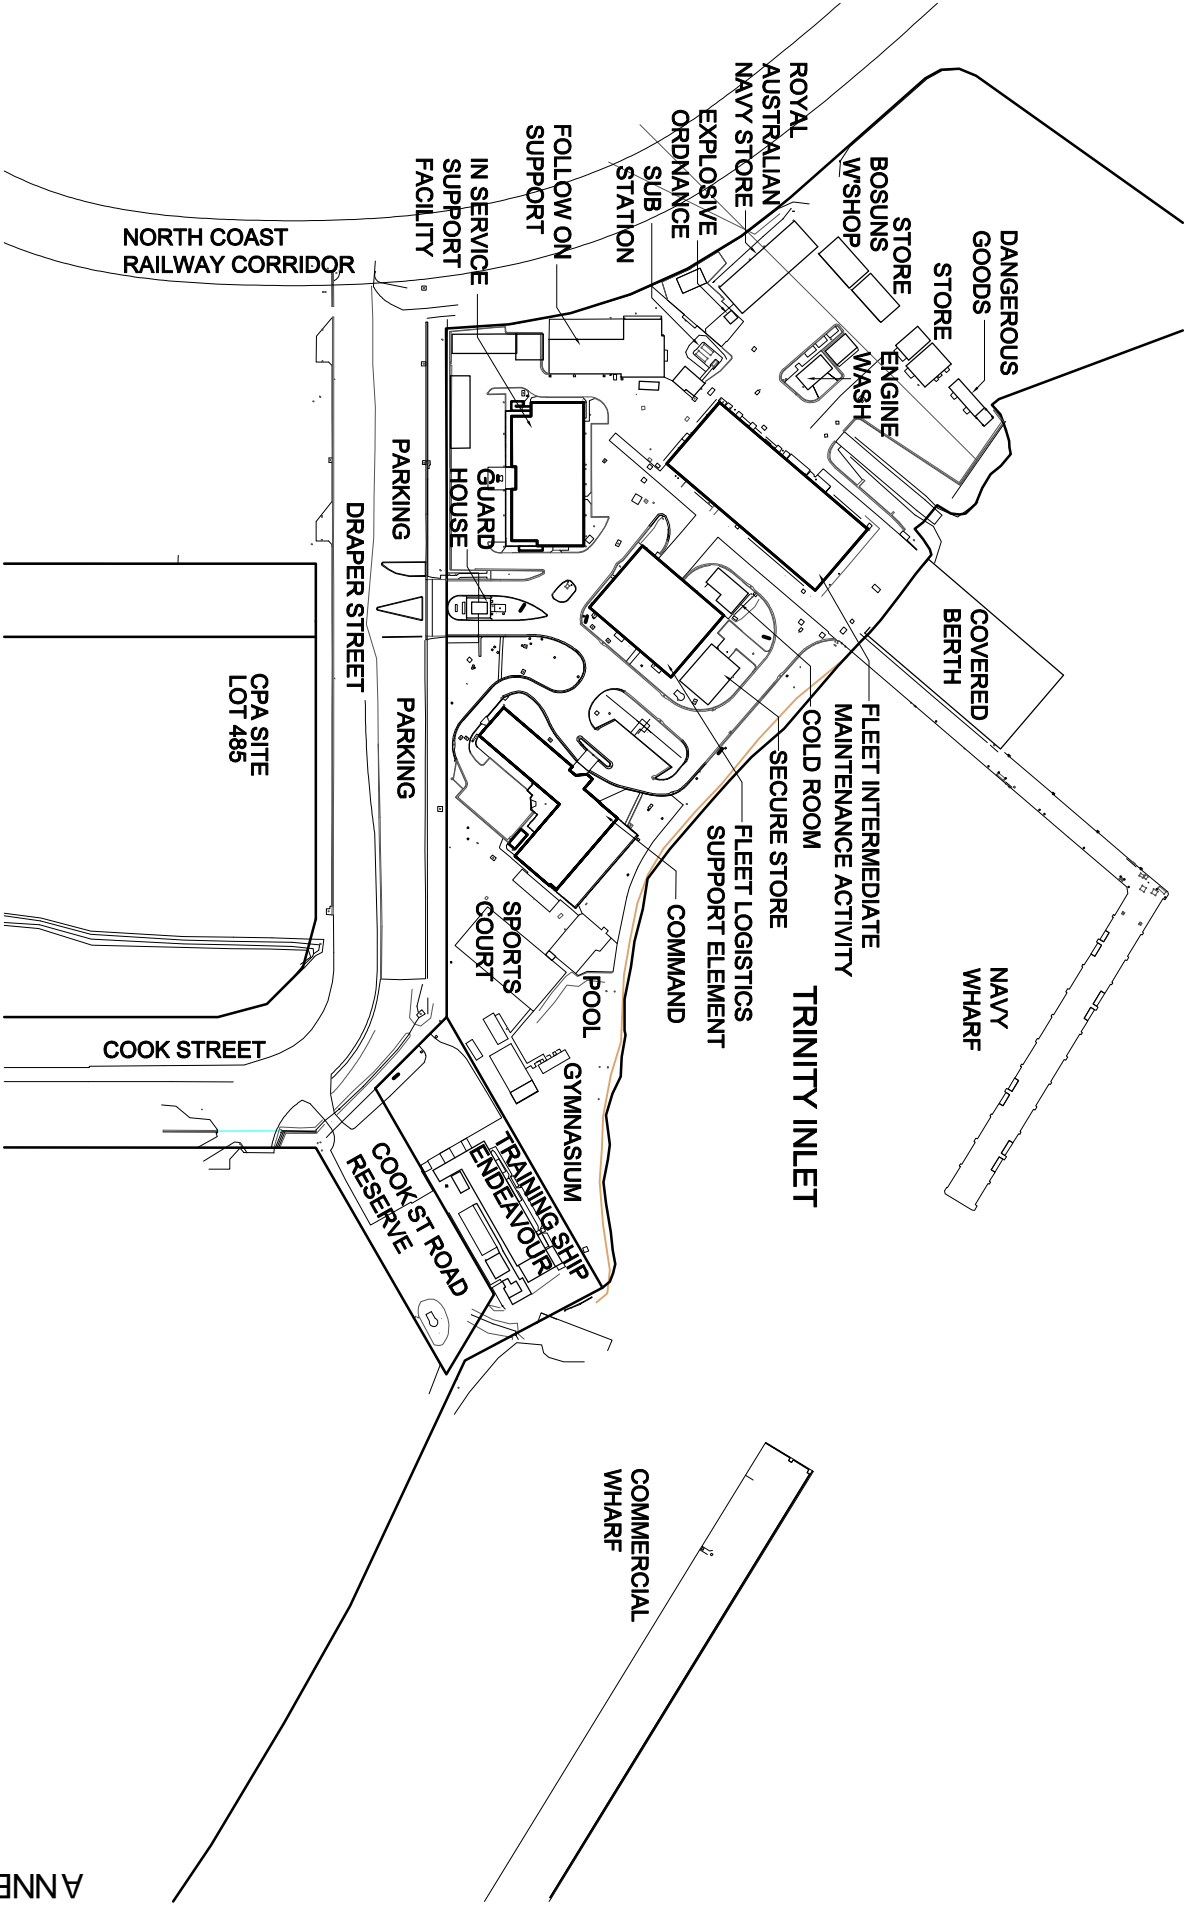 ROYAL
AUSTRALIAN
NAVY STORE
EXPLOSIVE
ORDNANCE
SUB
STATION
FOLLOW ON
SUPPORT
IN SERVICE
SUPPORT
FACILITY
NORTH COAST
RAILWAY CORRIDOR
BOSUNS
W'SHOP
STORE
STORE
DANGEROUS
GOODS
ENGINE
WASH
PARKING
GUARD
HOUSE
DRAPER STREET
PARKING
CPA SITE
LOT 485
COVERED
BERTH
FLEET INTERMEDIATE
MAINTENANCE ACTIVITY
COLD ROOM
SECURE STORE
FLEET LOGISTICS
SUPPORT ELEMENT
COMMAND
SPORTS
COURT
POOL
GYMNASIUM
NAVY
WHARF
TRINITY INLET
COOK STREET
TRAINING SHIP
ENDEAVOUR
COOK ST ROAD
RESERVE
COMMERCIAL
WHARF